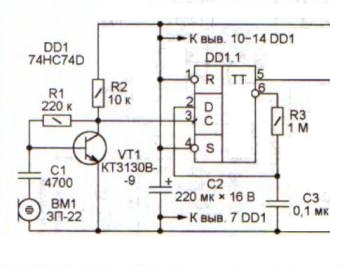 К выв. 10–14 DD1
DD1
74HC74D
DD1.1
R2
10 к
1
R
TT
5
6
R1
220 к
2
D
3
C
R3
1 М
4
S
VT1
КТ3130В-
-9
C1
4700
C2
220 мк × 16 В
C3
0,1 мк
BM1
ЗП-22
К выв. 7 DD1